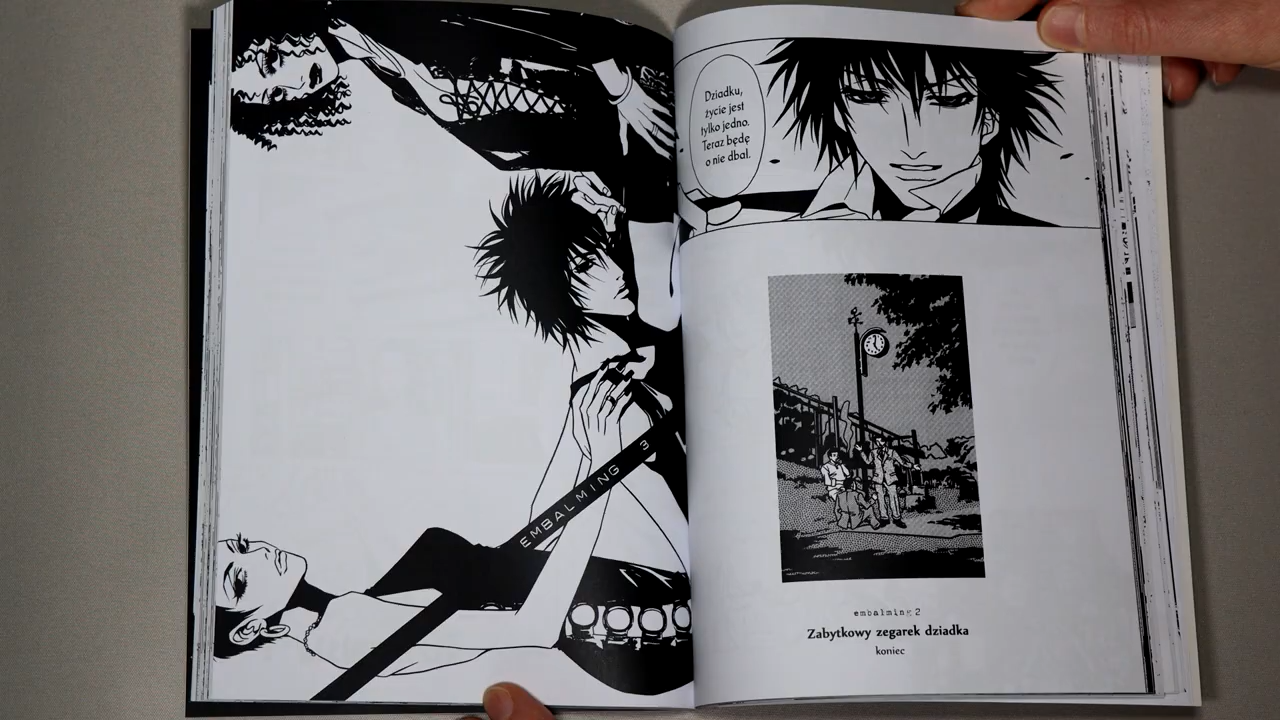 EMBALMING 3
Dziadku,
życie jest
tylko jedno.
Teraz będę
o nie dbał.
embalming 2
Zabytkowy zegarek dziadka
koniec